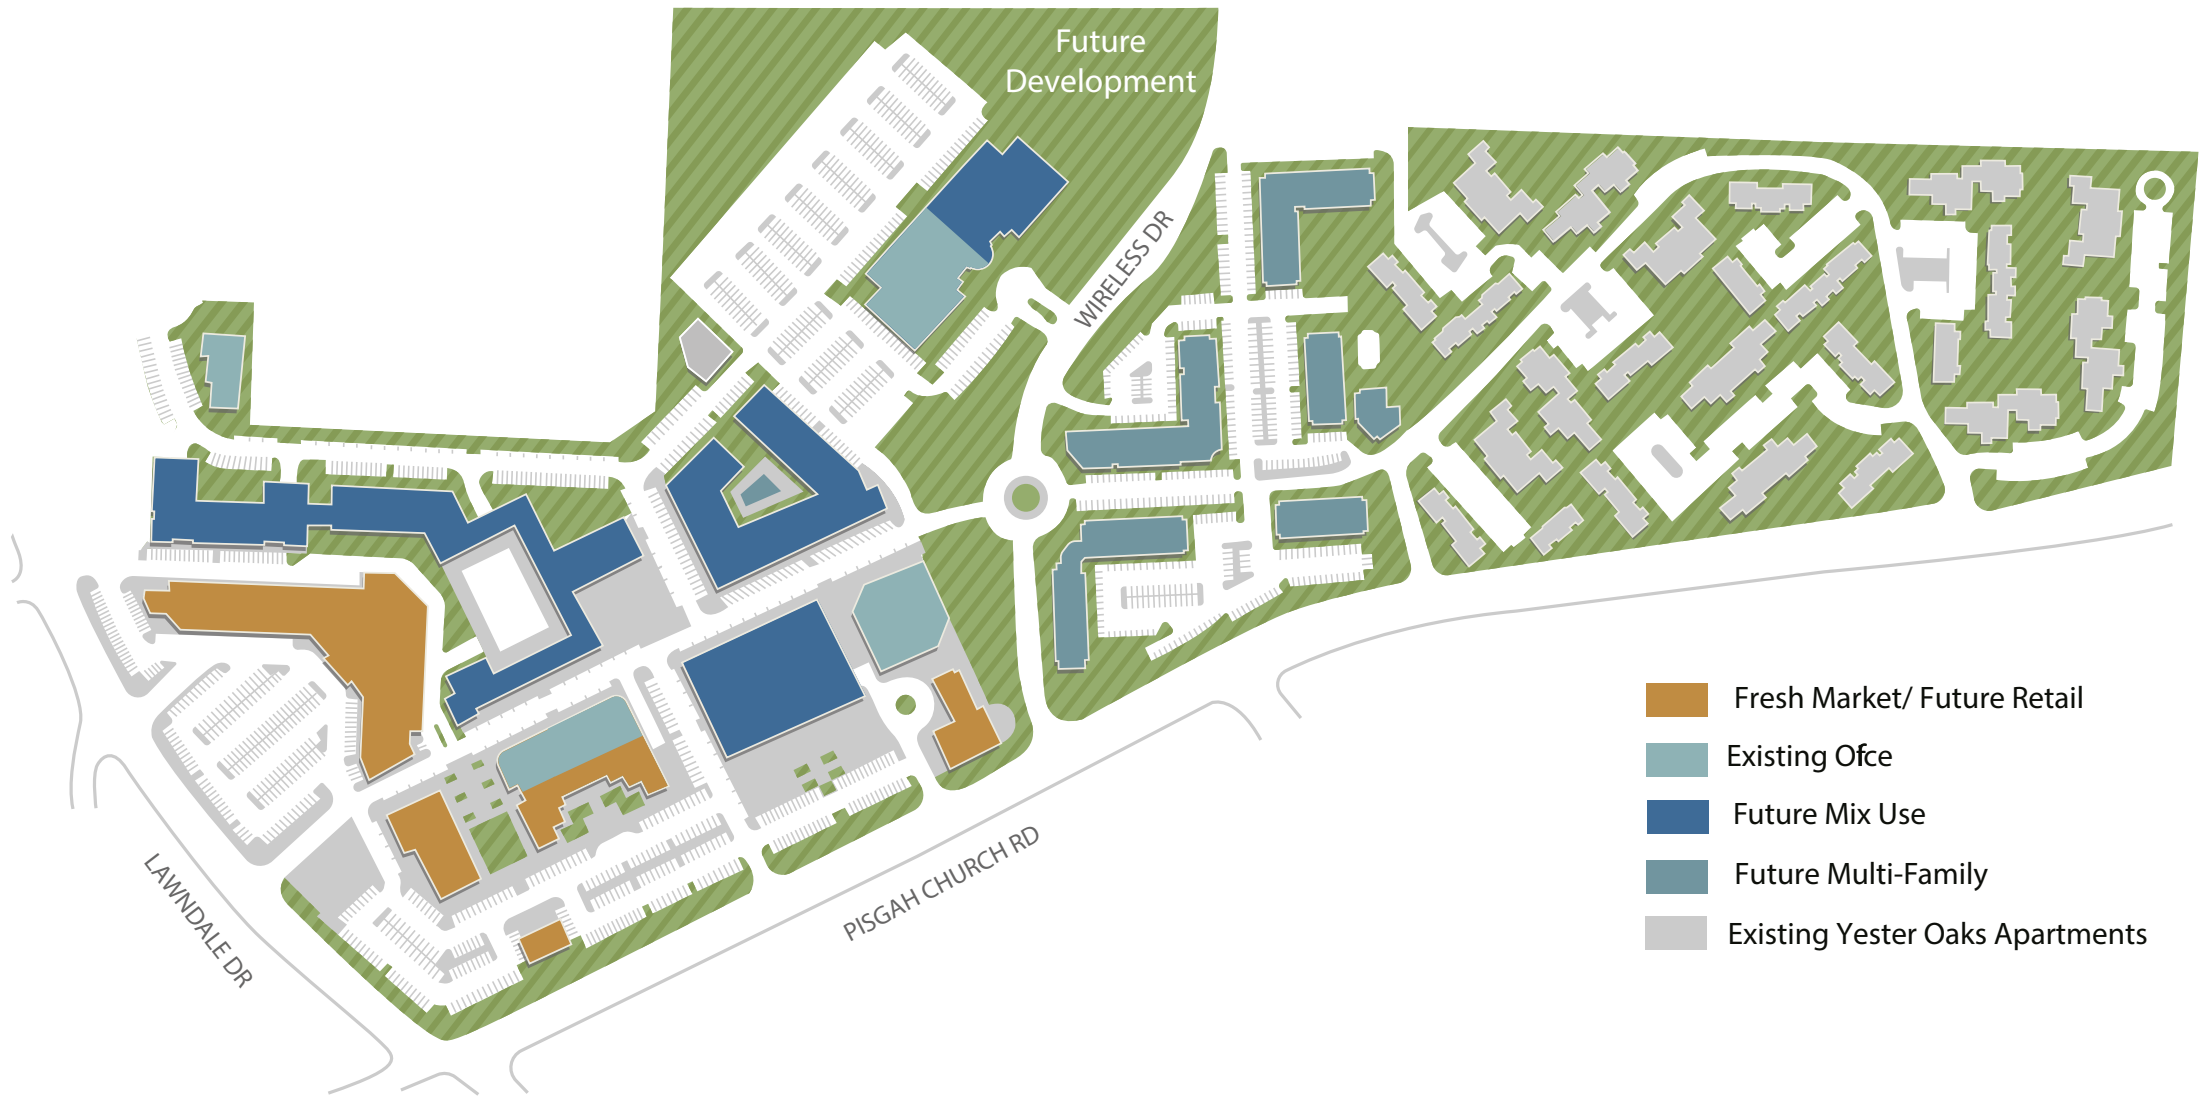 Future
Development
WIRELESS DR
LAWNDALE DR
PISGAH CHURCH RD
Fresh Market/ Future Retail
Existing Ofce
Future Mix Use
Future Multi-Family
Existing Yester Oaks Apartments